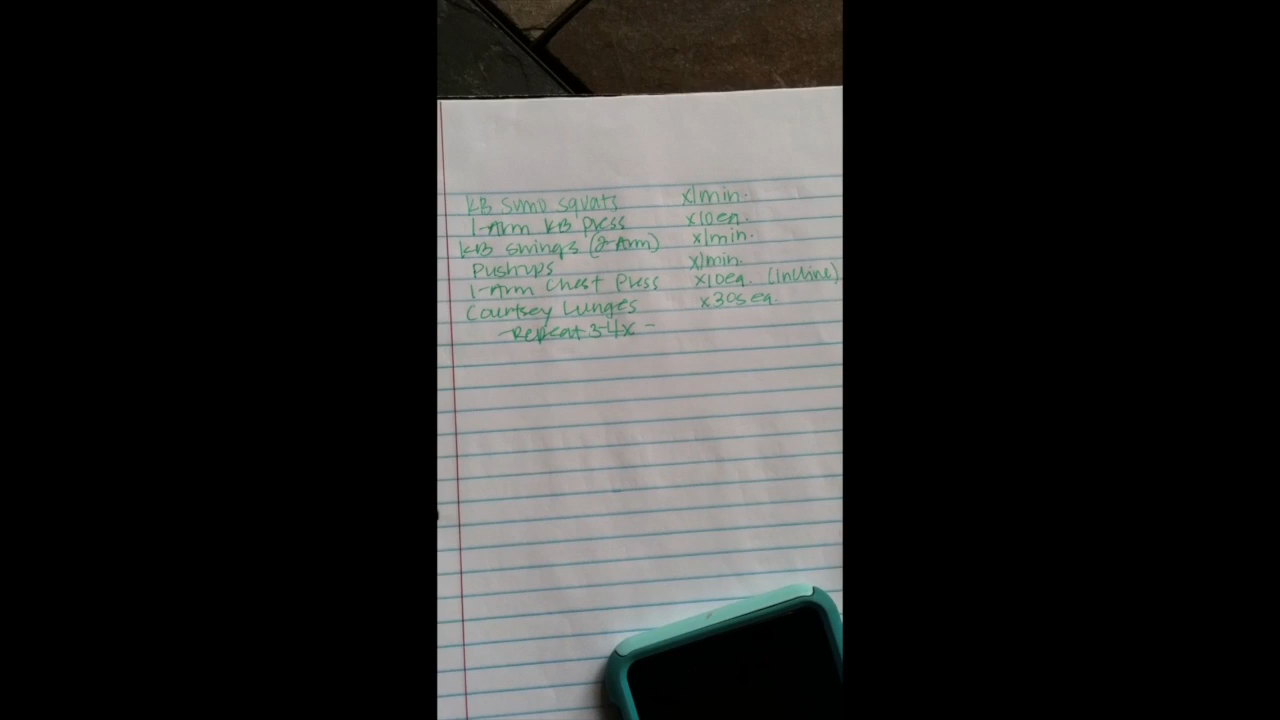 KB Sumo Squats x1min.
1-Arm KB Press x10ea.
KB Swings (2-Arm) x1min.
Pushups x1min.
1-Arm Chest Press x10ea. (Incline)
Courtsey Lunges x30s ea.
- Repeat 3-4x -